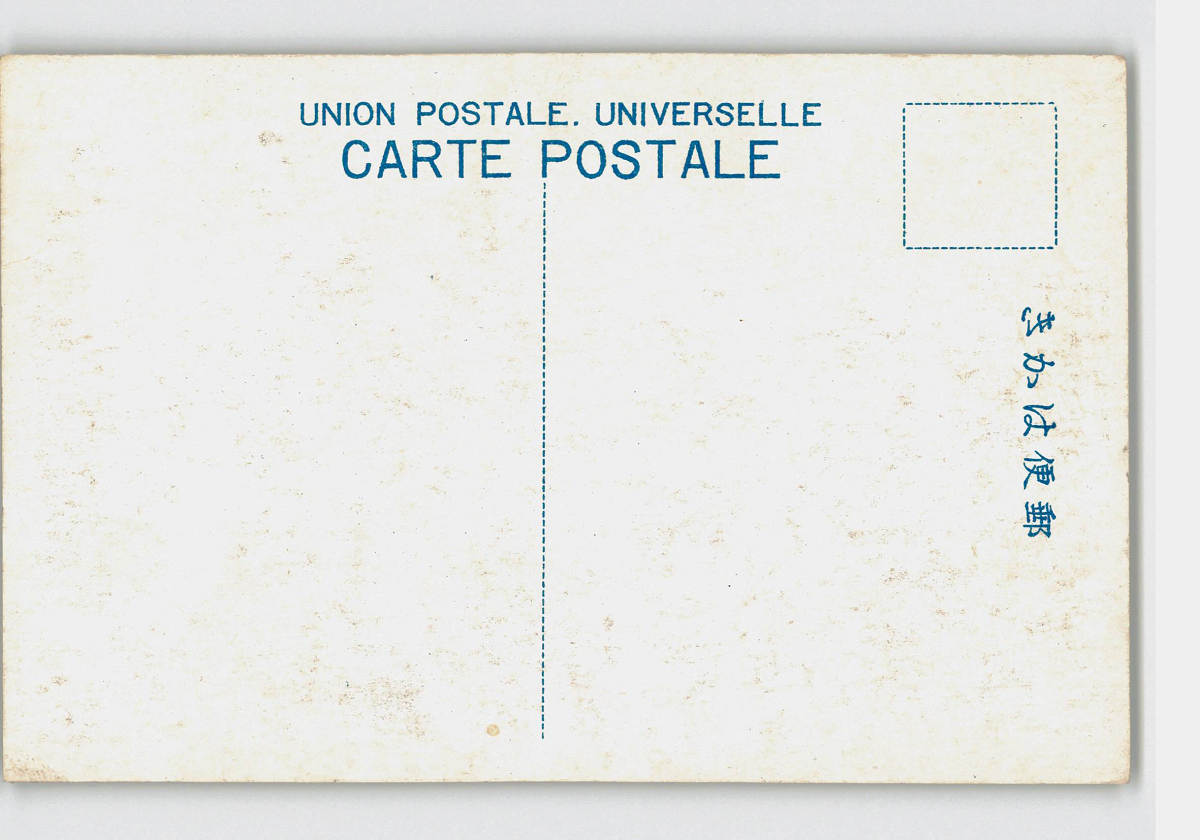 UNION POSTALE. UNIVERSELLE
CARTE POSTALE
郵便はかき